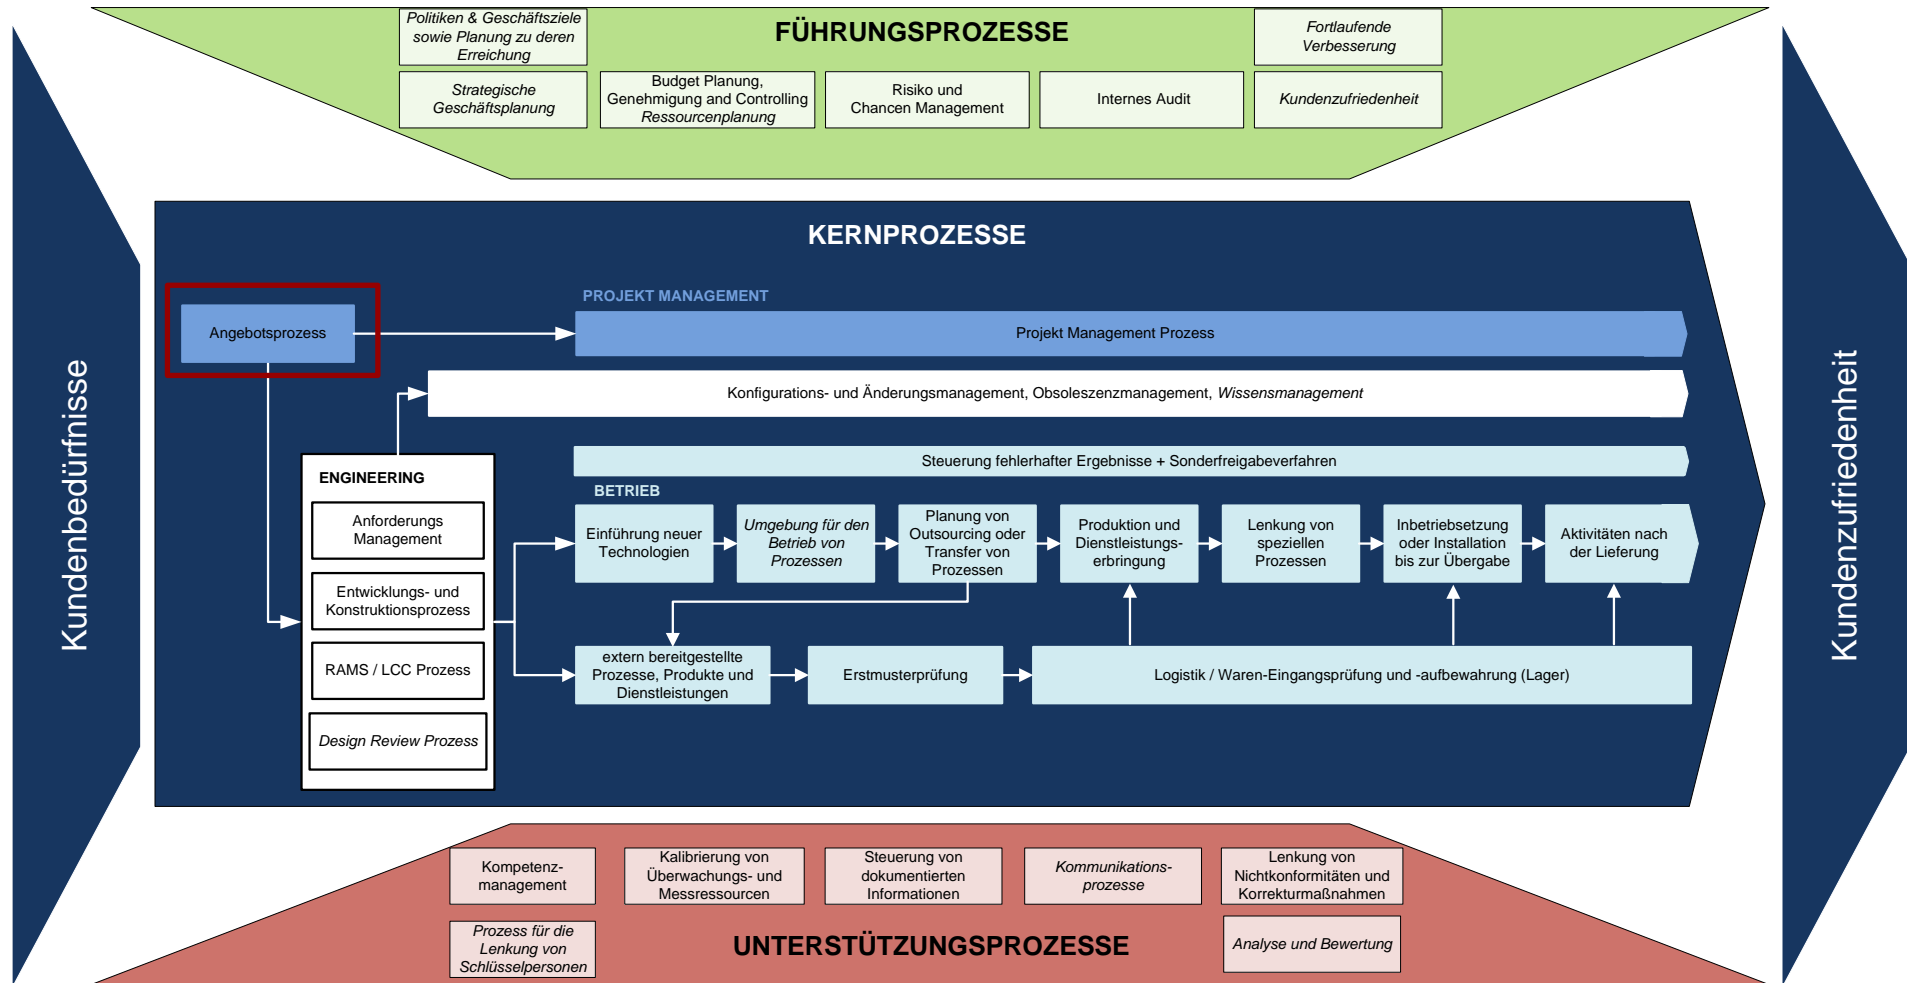 Politiken & Geschäftsziele
sowie Planung zu deren
Erreichung
FÜHRUNGSPROZESSE
Fortlaufende
Verbesserung
Strategische
Geschäftsplanung
Budget Planung,
Genehmigung and Controlling
Ressourcenplanung
Risiko und
Chancen Management
Internes Audit
Kundenzufriedenheit
Kundenbedürfnisse
KERNPROZESSE
PROJEKT MANAGEMENT
Angebotsprozess
Projekt Management Prozess
Konfigurations- und Änderungsmanagement, Obsoleszenzmanagement, Wissensmanagement
Steuerung fehlerhafter Ergebnisse + Sonderfreigabeverfahren
ENGINEERING
Anforderungs
Management
Entwicklungs- und
Konstruktionsprozess
RAMS / LCC Prozess
Design Review Prozess
BETRIEB
Einführung neuer
Technologien
Umgebung für den
Betrieb von
Prozessen
Planung von
Outsourcing oder
Transfer von
Prozessen
Produktion und
Dienstleistungs-
erbringung
Lenkung von
speziellen
Prozessen
Inbetriebsetzung
oder Installation
bis zur Übergabe
Aktivitäten nach
der Lieferung
extern bereitgestellte
Prozesse, Produkte und
Dienstleistungen
Erstmusterprüfung
Logistik / Waren-Eingangsprüfung und -aufbewahrung (Lager)
Kundenzufriedenheit
Kompetenz-
management
Kalibrierung von
Überwachungs- und
Messressourcen
Steuerung von
dokumentierten
Informationen
Kommunikations-
prozesse
Lenkung von
Nichtkonformitäten und
Korrekturmaßnahmen
Prozess für die
Lenkung von
Schlüsselpersonen
UNTERSTÜTZUNGSPROZESSE
Analyse und Bewertung